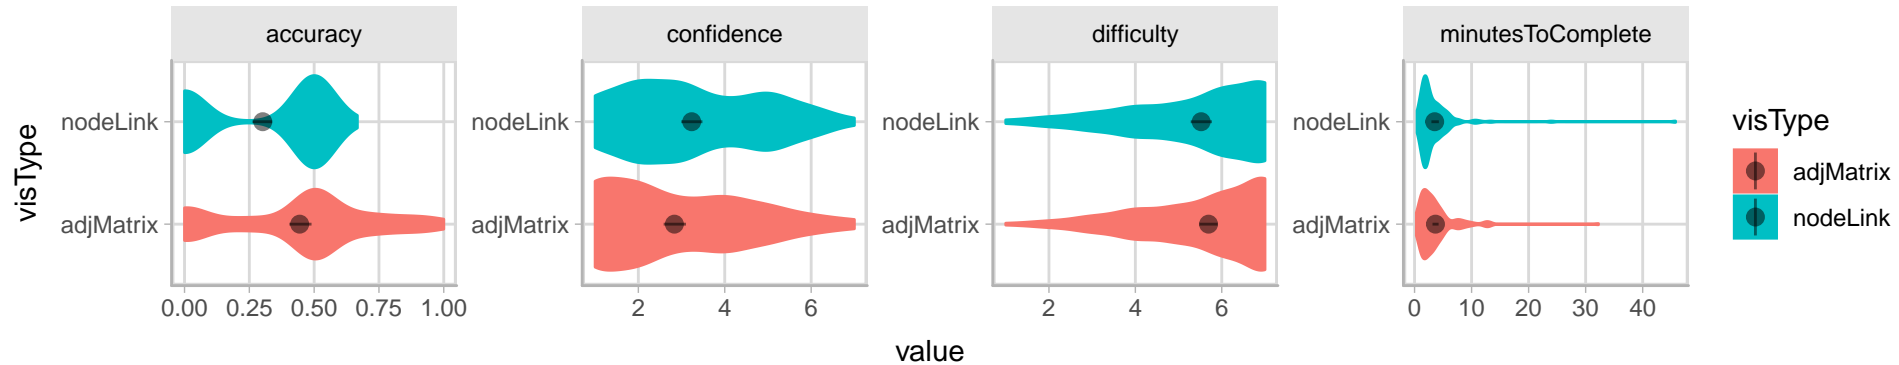 accuracy
confidence
difficulty
minutesToComplete
visType
nodeLink
adjMatrix
0.00 0.25 0.50 0.75 1.00
nodeLink
adjMatrix
2 4 6
nodeLink
adjMatrix
2 4 6
nodeLink
adjMatrix
0 10 20 30 40
value
visType
adjMatrix
nodeLink